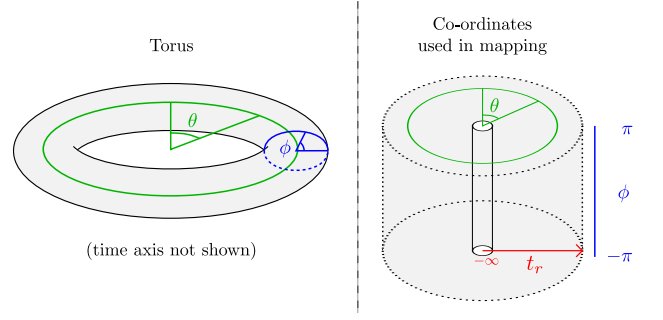 Torus
θ
ϕ
(time axis not shown)
Co-ordinates
used in mapping
θ
π
ϕ
−π
−∞
t_r